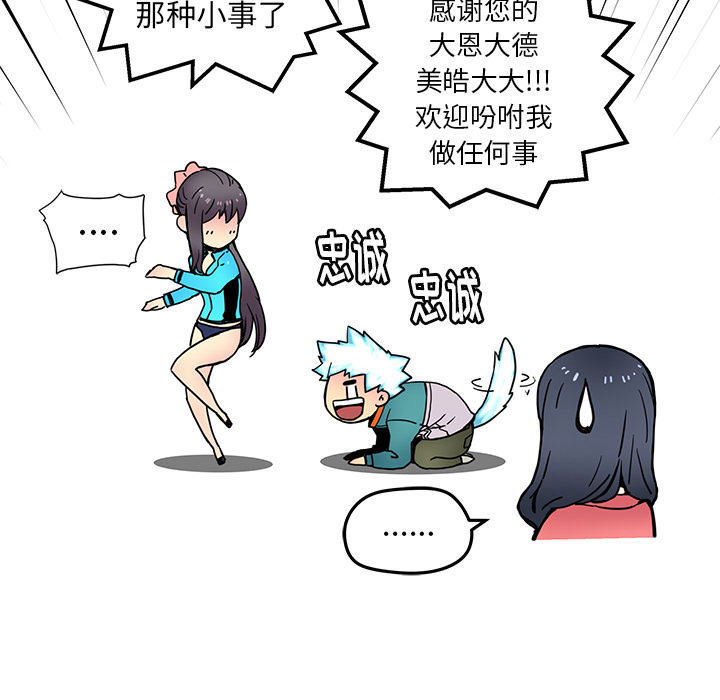 那种小事了
感谢您的
大恩大德
美皓大大!!!
欢迎吩咐我
做任何事
....
忠诚
忠诚
......